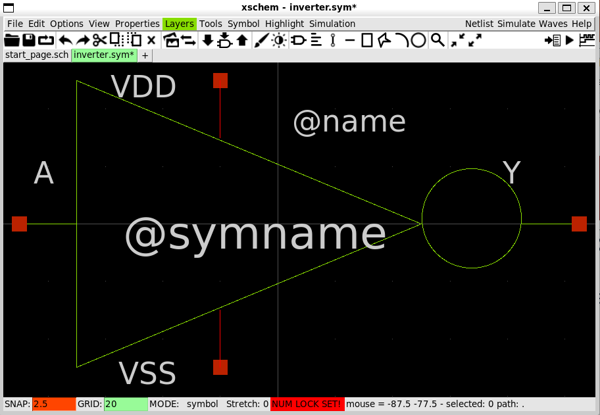 xschem - inverter.sym*
File Edit Options View Properties Layers Tools Symbol Highlight Simulation Netlist Simulate Waves Help
start_page.sch inverter.sym* +
VDD
@name
A
Y
@symname
VSS
SNAP: 2.5 GRID: 20 MODE: symbol Stretch: 0 NUM LOCK SET! mouse = -87.5 -77.5 - selected: 0 path: .